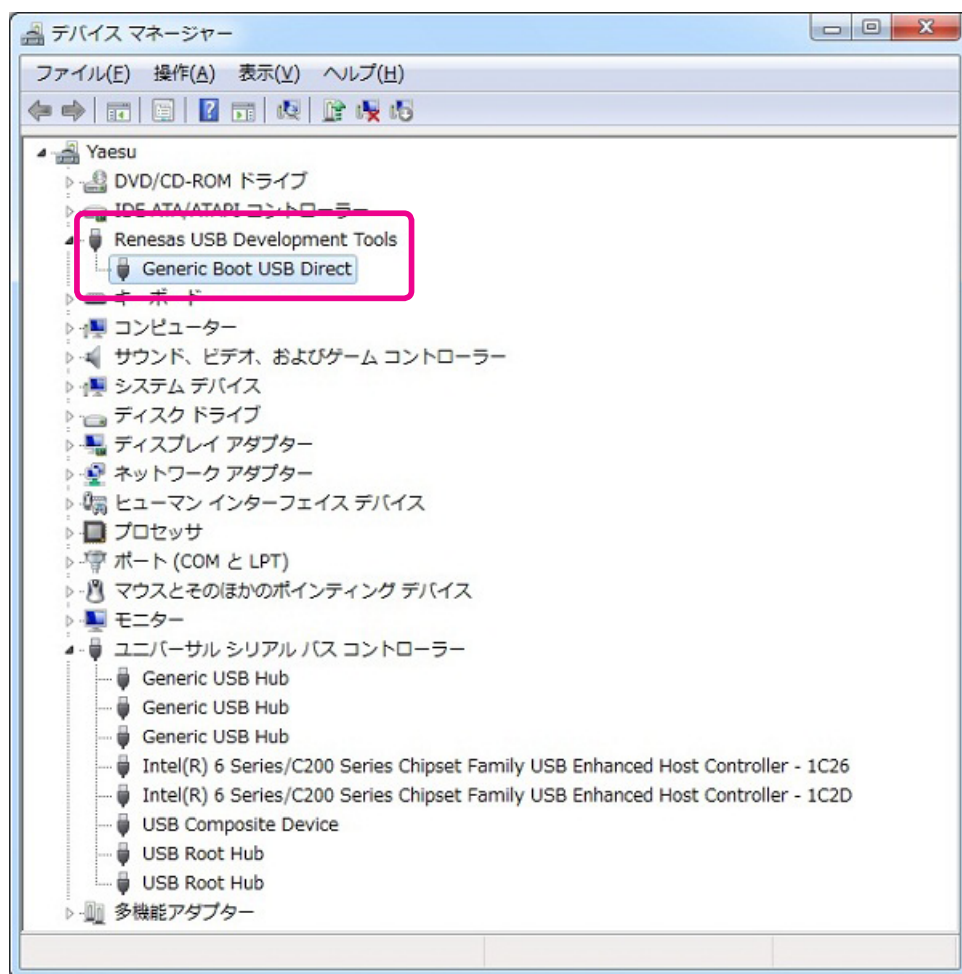 デバイス マネージャー
ファイル(F) 操作(A) 表示(V) ヘルプ(H)
Yaesu
DVD/CD-ROM ドライブ
IDE ATA/ATAPI コントローラー
Renesas USB Development Tools
Generic Boot USB Direct
キーボード
コンピューター
サウンド、ビデオ、およびゲーム コントローラー
システム デバイス
ディスク ドライブ
ディスプレイ アダプター
ネットワーク アダプター
ヒューマン インターフェイス デバイス
プロセッサ
ポート (COM と LPT)
マウスとそのほかのポインティング デバイス
モニター
ユニバーサル シリアル バス コントローラー
Generic USB Hub
Generic USB Hub
Generic USB Hub
Intel(R) 6 Series/C200 Series Chipset Family USB Enhanced Host Controller - 1C26
Intel(R) 6 Series/C200 Series Chipset Family USB Enhanced Host Controller - 1C2D
USB Composite Device
USB Root Hub
USB Root Hub
多機能アダプター